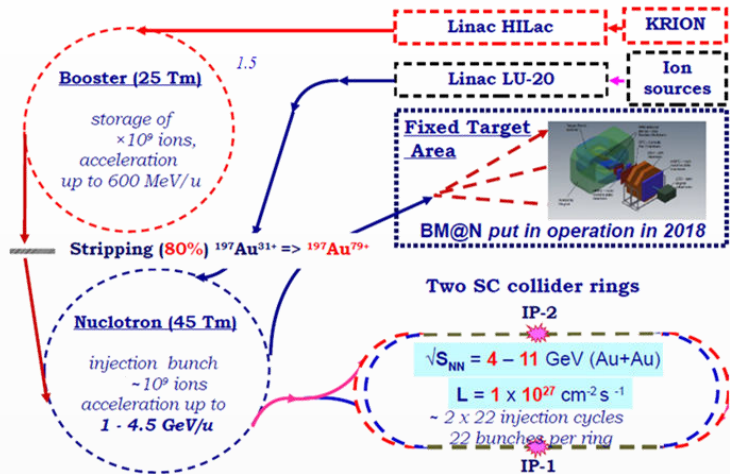 Linac HILac
KRION
1.5
Booster (25 Tm)
storage of
×10⁹ ions,
acceleration
up to 600 MeV/u
Linac LU-20
Ion
sources
Fixed Target
Area
BM@N put in operation in 2018
Stripping (80%) ¹⁹⁷Au³¹⁺ => ¹⁹⁷Au⁷⁹⁺
Nuclotron (45 Tm)
injection bunch
~10⁹ ions
acceleration up to
1 - 4.5 GeV/u
Two SC collider rings
IP-2
√S_NN = 4 – 11 GeV (Au+Au)
L = 1 x 10²⁷ cm⁻² s⁻¹
~ 2 x 22 injection cycles
22 bunches per ring
IP-1